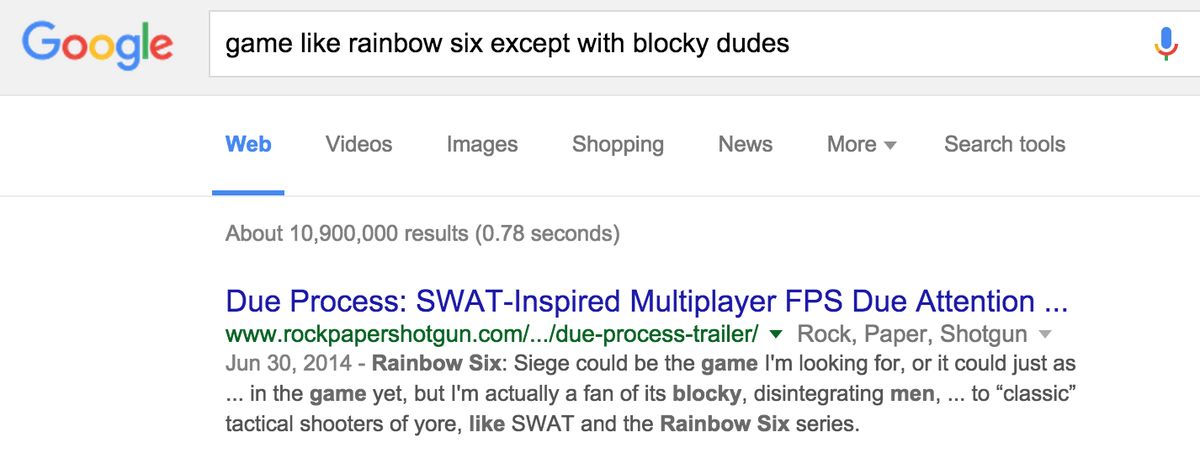 Google game like rainbow six except with blocky dudes
Web Videos Images Shopping News More Search tools
About 10,900,000 results (0.78 seconds)
Due Process: SWAT-Inspired Multiplayer FPS Due Attention ...
www.rockpapershotgun.com/.../due-process-trailer/ Rock, Paper, Shotgun
Jun 30, 2014 - Rainbow Six: Siege could be the game I'm looking for, or it could just as
... in the game yet, but I'm actually a fan of its blocky, disintegrating men, ... to “classic”
tactical shooters of yore, like SWAT and the Rainbow Six series.